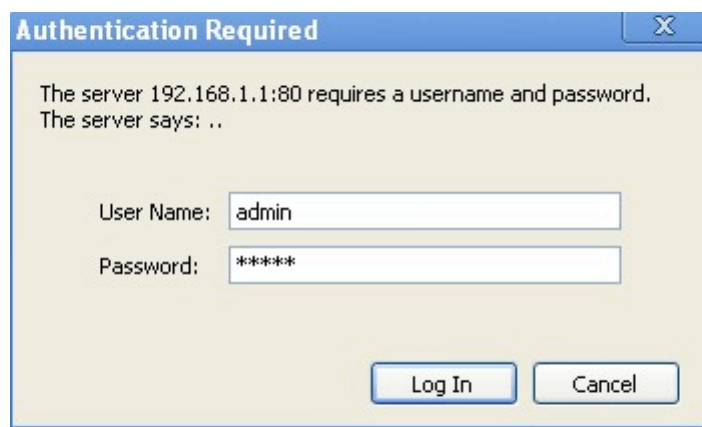 Authentication Required
X
The server 192.168.1.1:80 requires a username and password.
The server says: ..
User Name: admin
Password: *****
Log In Cancel